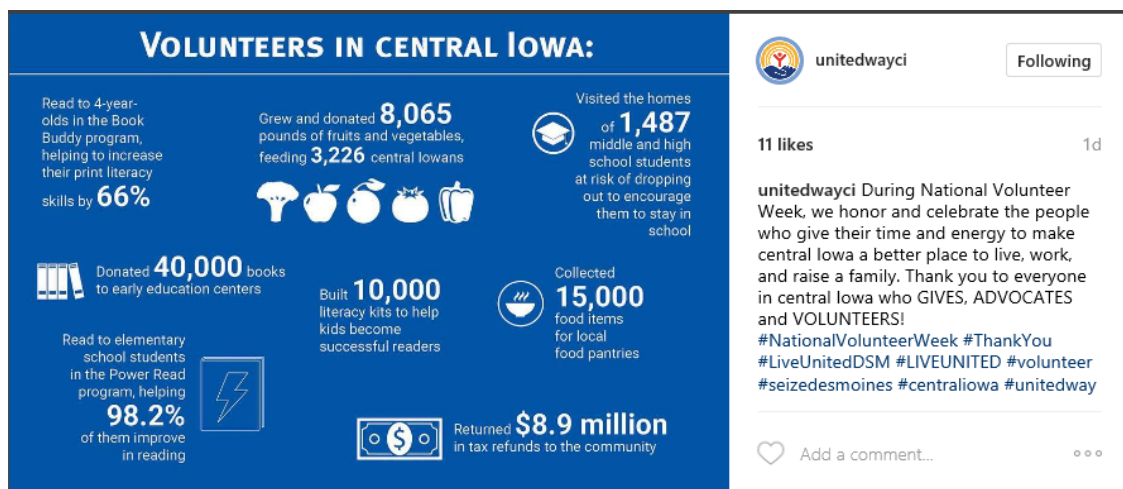 VOLUNTEERS IN CENTRAL IOWA:
Read to 4-year-
olds in the Book
Buddy program,
helping to increase
their print literacy
skills by 66%
Grew and donated 8,065
pounds of fruits and vegetables,
feeding 3,226 central Iowans
Visited the homes
of 1,487
middle and high
school students
at risk of dropping
out to encourage
them to stay in
school
Donated 40,000 books
to early education centers
Built 10,000
literacy kits to help
kids become
successful readers
Collected
15,000
food items
for local
food pantries
Read to elementary
school students
in the Power Read
program, helping
98.2%
of them improve
in reading
$
Returned $8.9 million
in tax refunds to the community
unitedwayci
Following
11 likes
1d
unitedwayci During National Volunteer
Week, we honor and celebrate the people
who give their time and energy to make
central Iowa a better place to live, work,
and raise a family. Thank you to everyone
in central Iowa who GIVES, ADVOCATES
and VOLUNTEERS!
#NationalVolunteerWeek #ThankYou
#LiveUnitedDSM #LIVEUNITED #volunteer
#seizedesmoines #centraliowa #unitedway
Add a comment...